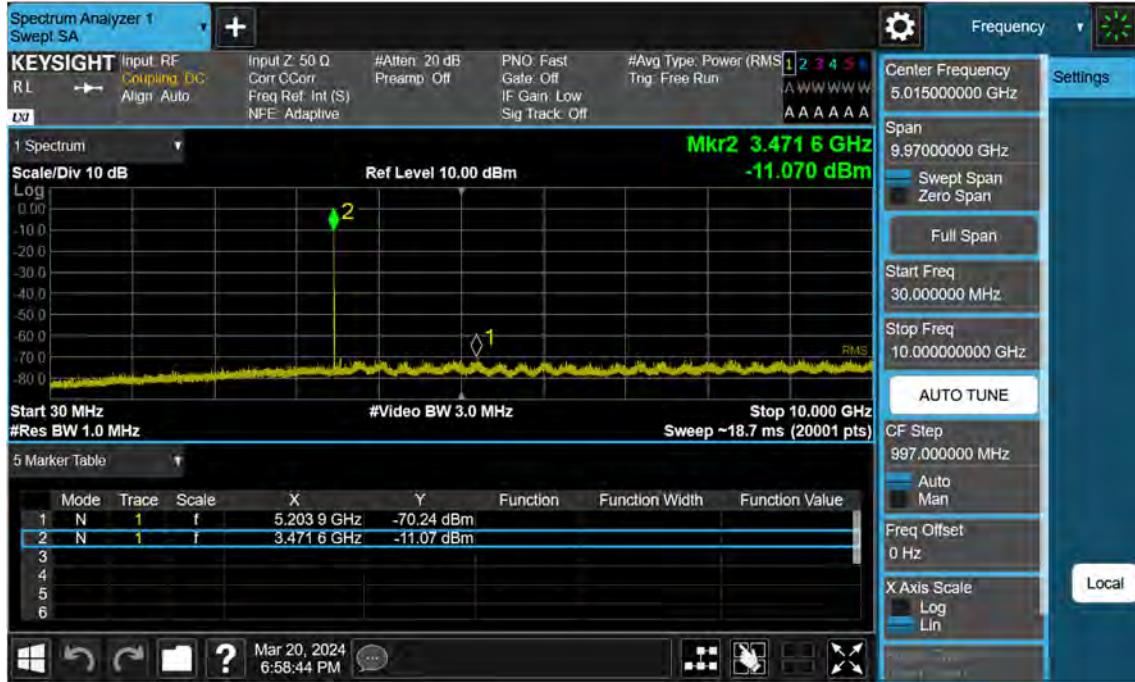 Spectrum Analyzer 1
Swept SA
+
Frequency
KEYSIGHT
RL
LXI
Input: RF
Coupling: DC
Align: Auto
Input Z: 50 Ω
Corr CCorr
Freq Ref: Int (S)
NFE: Adaptive
#Atten: 20 dB
Preamp: Off
PNO: Fast
Gate: Off
IF Gain: Low
Sig Track: Off
#Avg Type: Power (RMS
Trig: Free Run
1 2 3 4 5 6
A W W W W W
A A A A A A
1 Spectrum
Scale/Div 10 dB
Ref Level 10.00 dBm
Mkr2 3.471 6 GHz
-11.070 dBm
Log
0.00
-10.0
-20.0
-30.0
-40.0
-50.0
-60.0
-70.0
-80.0
2
1
RMS
Start 30 MHz
#Video BW 3.0 MHz
Stop 10.000 GHz
#Res BW 1.0 MHz
Sweep ~18.7 ms (20001 pts)
5 Marker Table
Mode Trace Scale X Y Function Function Width Function Value
1 N 1 f 5.203 9 GHz -70.24 dBm
2 N 1 f 3.471 6 GHz -11.07 dBm
3
4
5
6
Mar 20, 2024
6:58:44 PM
?
Center Frequency
5.015000000 GHz
Span
9.97000000 GHz
Swept Span
Zero Span
Full Span
Start Freq
30.000000 MHz
Stop Freq
10.000000000 GHz
AUTO TUNE
CF Step
997.000000 MHz
Auto
Man
Freq Offset
0 Hz
X Axis Scale
Log
Lin
Settings
Local